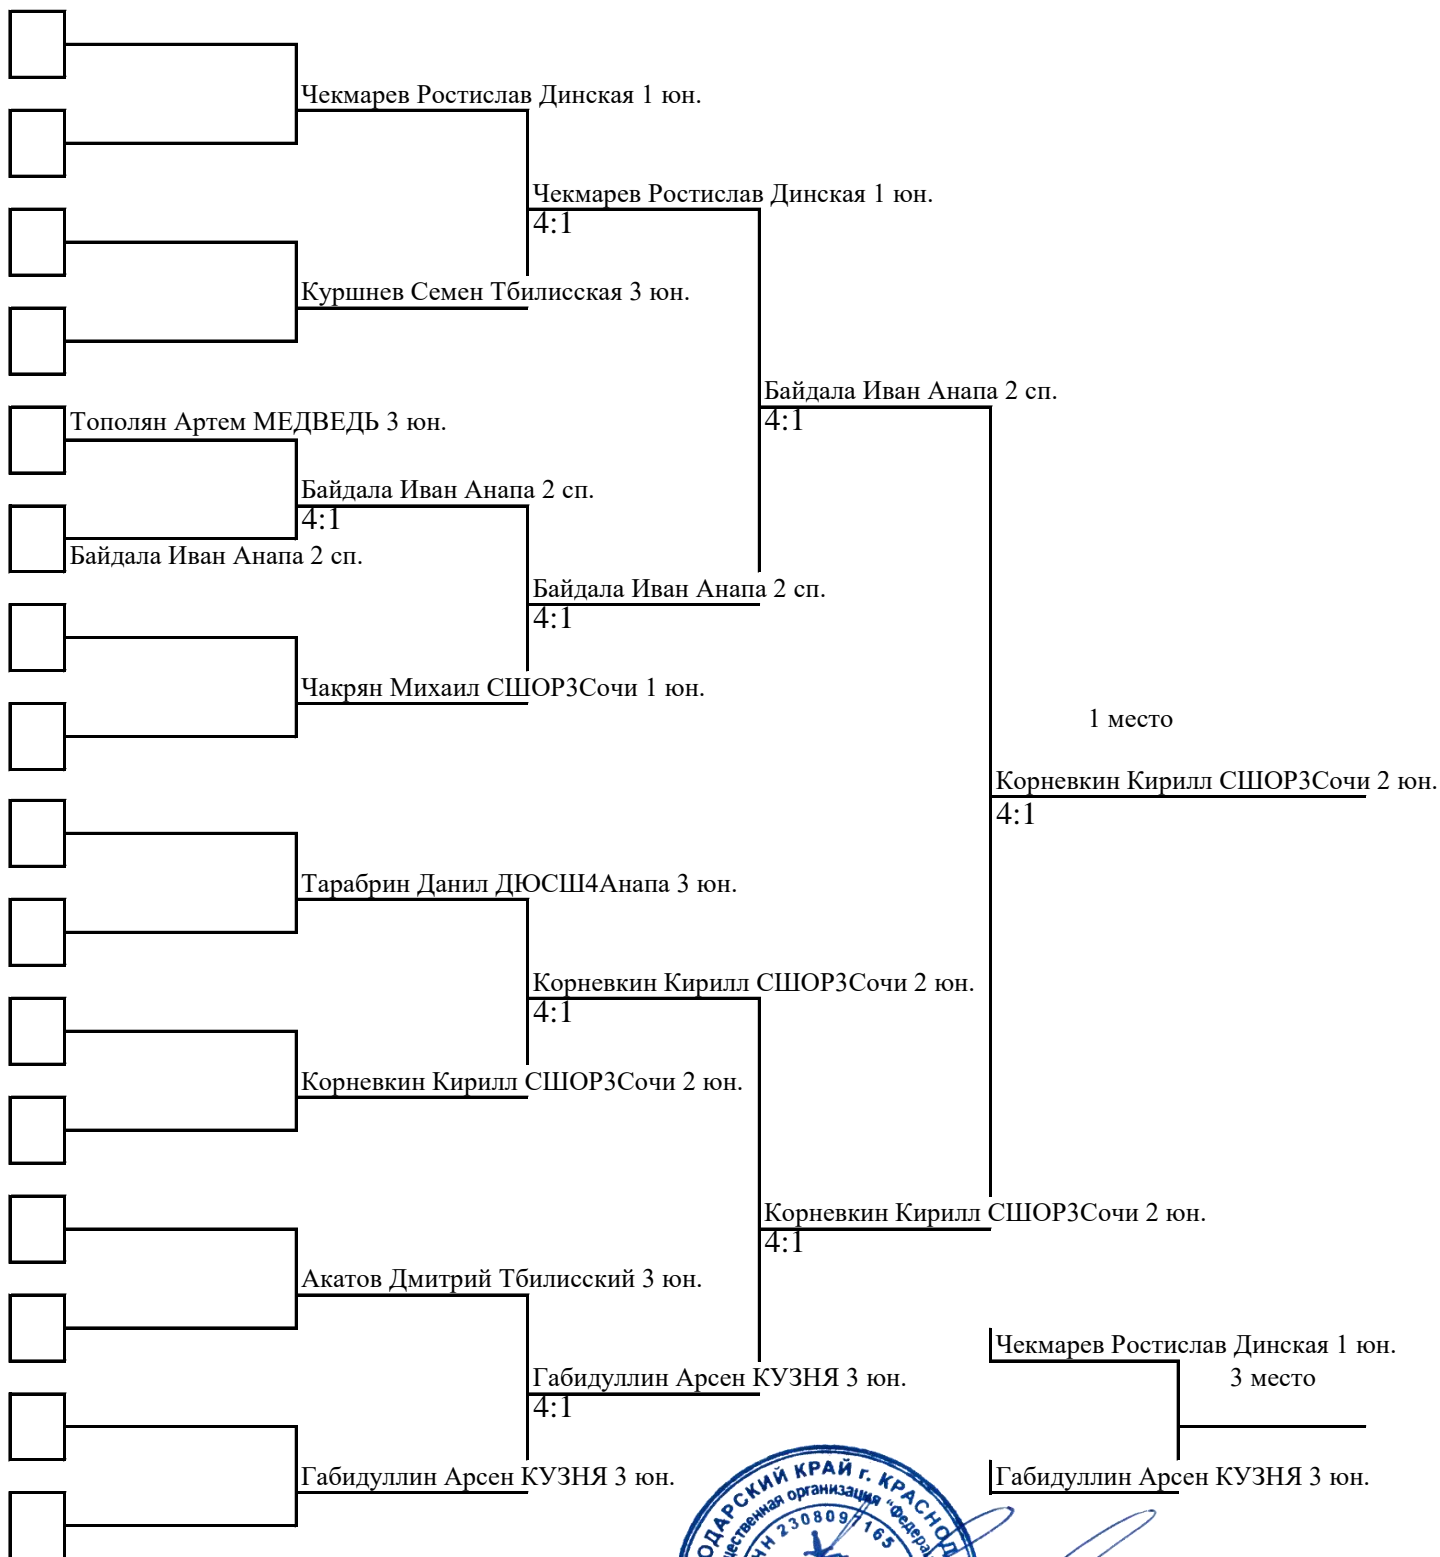 Чекмарев Ростислав Динская 1 юн.
Чекмарев Ростислав Динская 1 юн.
4:1
Куршнев Семен Тбилисская 3 юн.
Байдала Иван Анапа 2 сп.
4:1
Тополян Артем МЕДВЕДЬ 3 юн.
Байдала Иван Анапа 2 сп.
4:1
Байдала Иван Анапа 2 сп.
Байдала Иван Анапа 2 сп.
4:1
Чакрян Михаил СШОР3Сочи 1 юн.
1 место
Корневкин Кирилл СШОР3Сочи 2 юн.
4:1
Тарабрин Данил ДЮСШ4Анапа 3 юн.
Корневкин Кирилл СШОР3Сочи 2 юн.
4:1
Корневкин Кирилл СШОР3Сочи 2 юн.
Корневкин Кирилл СШОР3Сочи 2 юн.
4:1
Акатов Дмитрий Тбилисский 3 юн.
Чекмарев Ростислав Динская 1 юн.
3 место
Габидуллин Арсен КУЗНЯ 3 юн.
4:1
Габидуллин Арсен КУЗНЯ 3 юн.
Габидуллин Арсен КУЗНЯ 3 юн.
КРАЙ г.
организация
2308097165